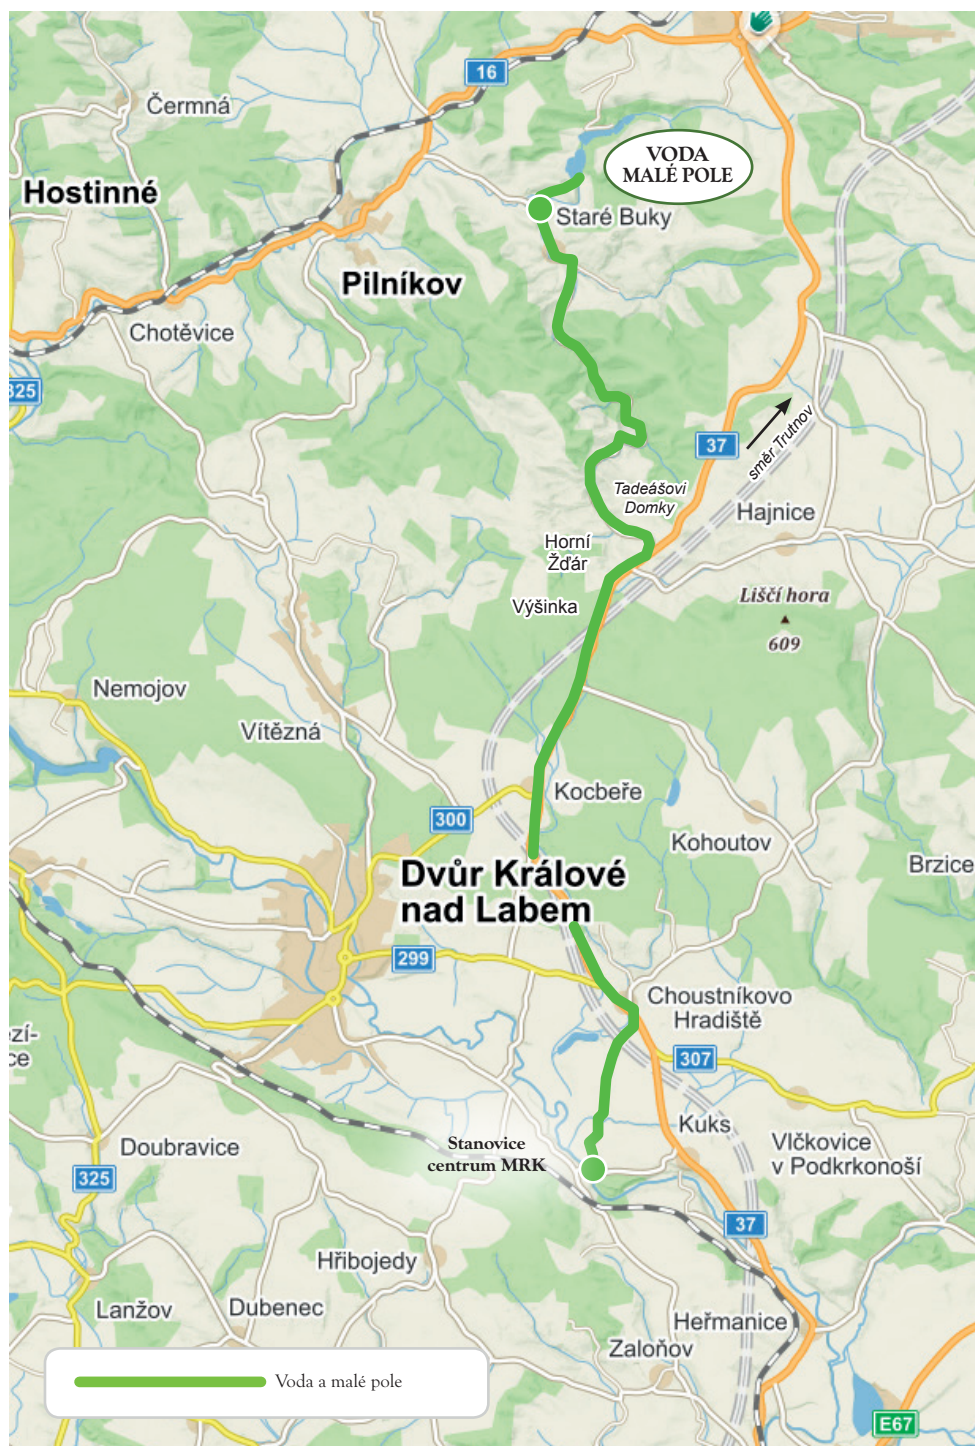 16
Čermná
VODA
MALÉ POLE
Hostinné
Staré Buky
Pilníkov
Chotěvice
325
37
směr Trutnov
Tadeášovi
Domky
Hajnice
Horní
Žďár
Výšinka
Liščí hora
609
Nemojov
Vítězná
Kocbeře
300
Kohoutov
Brzice
Dvůr Králové
nad Labem
299
Choustníkovo
Hradiště
zí-
ce
307
Kuks
Stanovice
centrum MRK
Doubravice
Vlčkovice
v Podkrkonoší
325
37
Hřibojedy
Lanžov
Dubenec
Heřmanice
Zaloňov
Voda a malé pole
E67